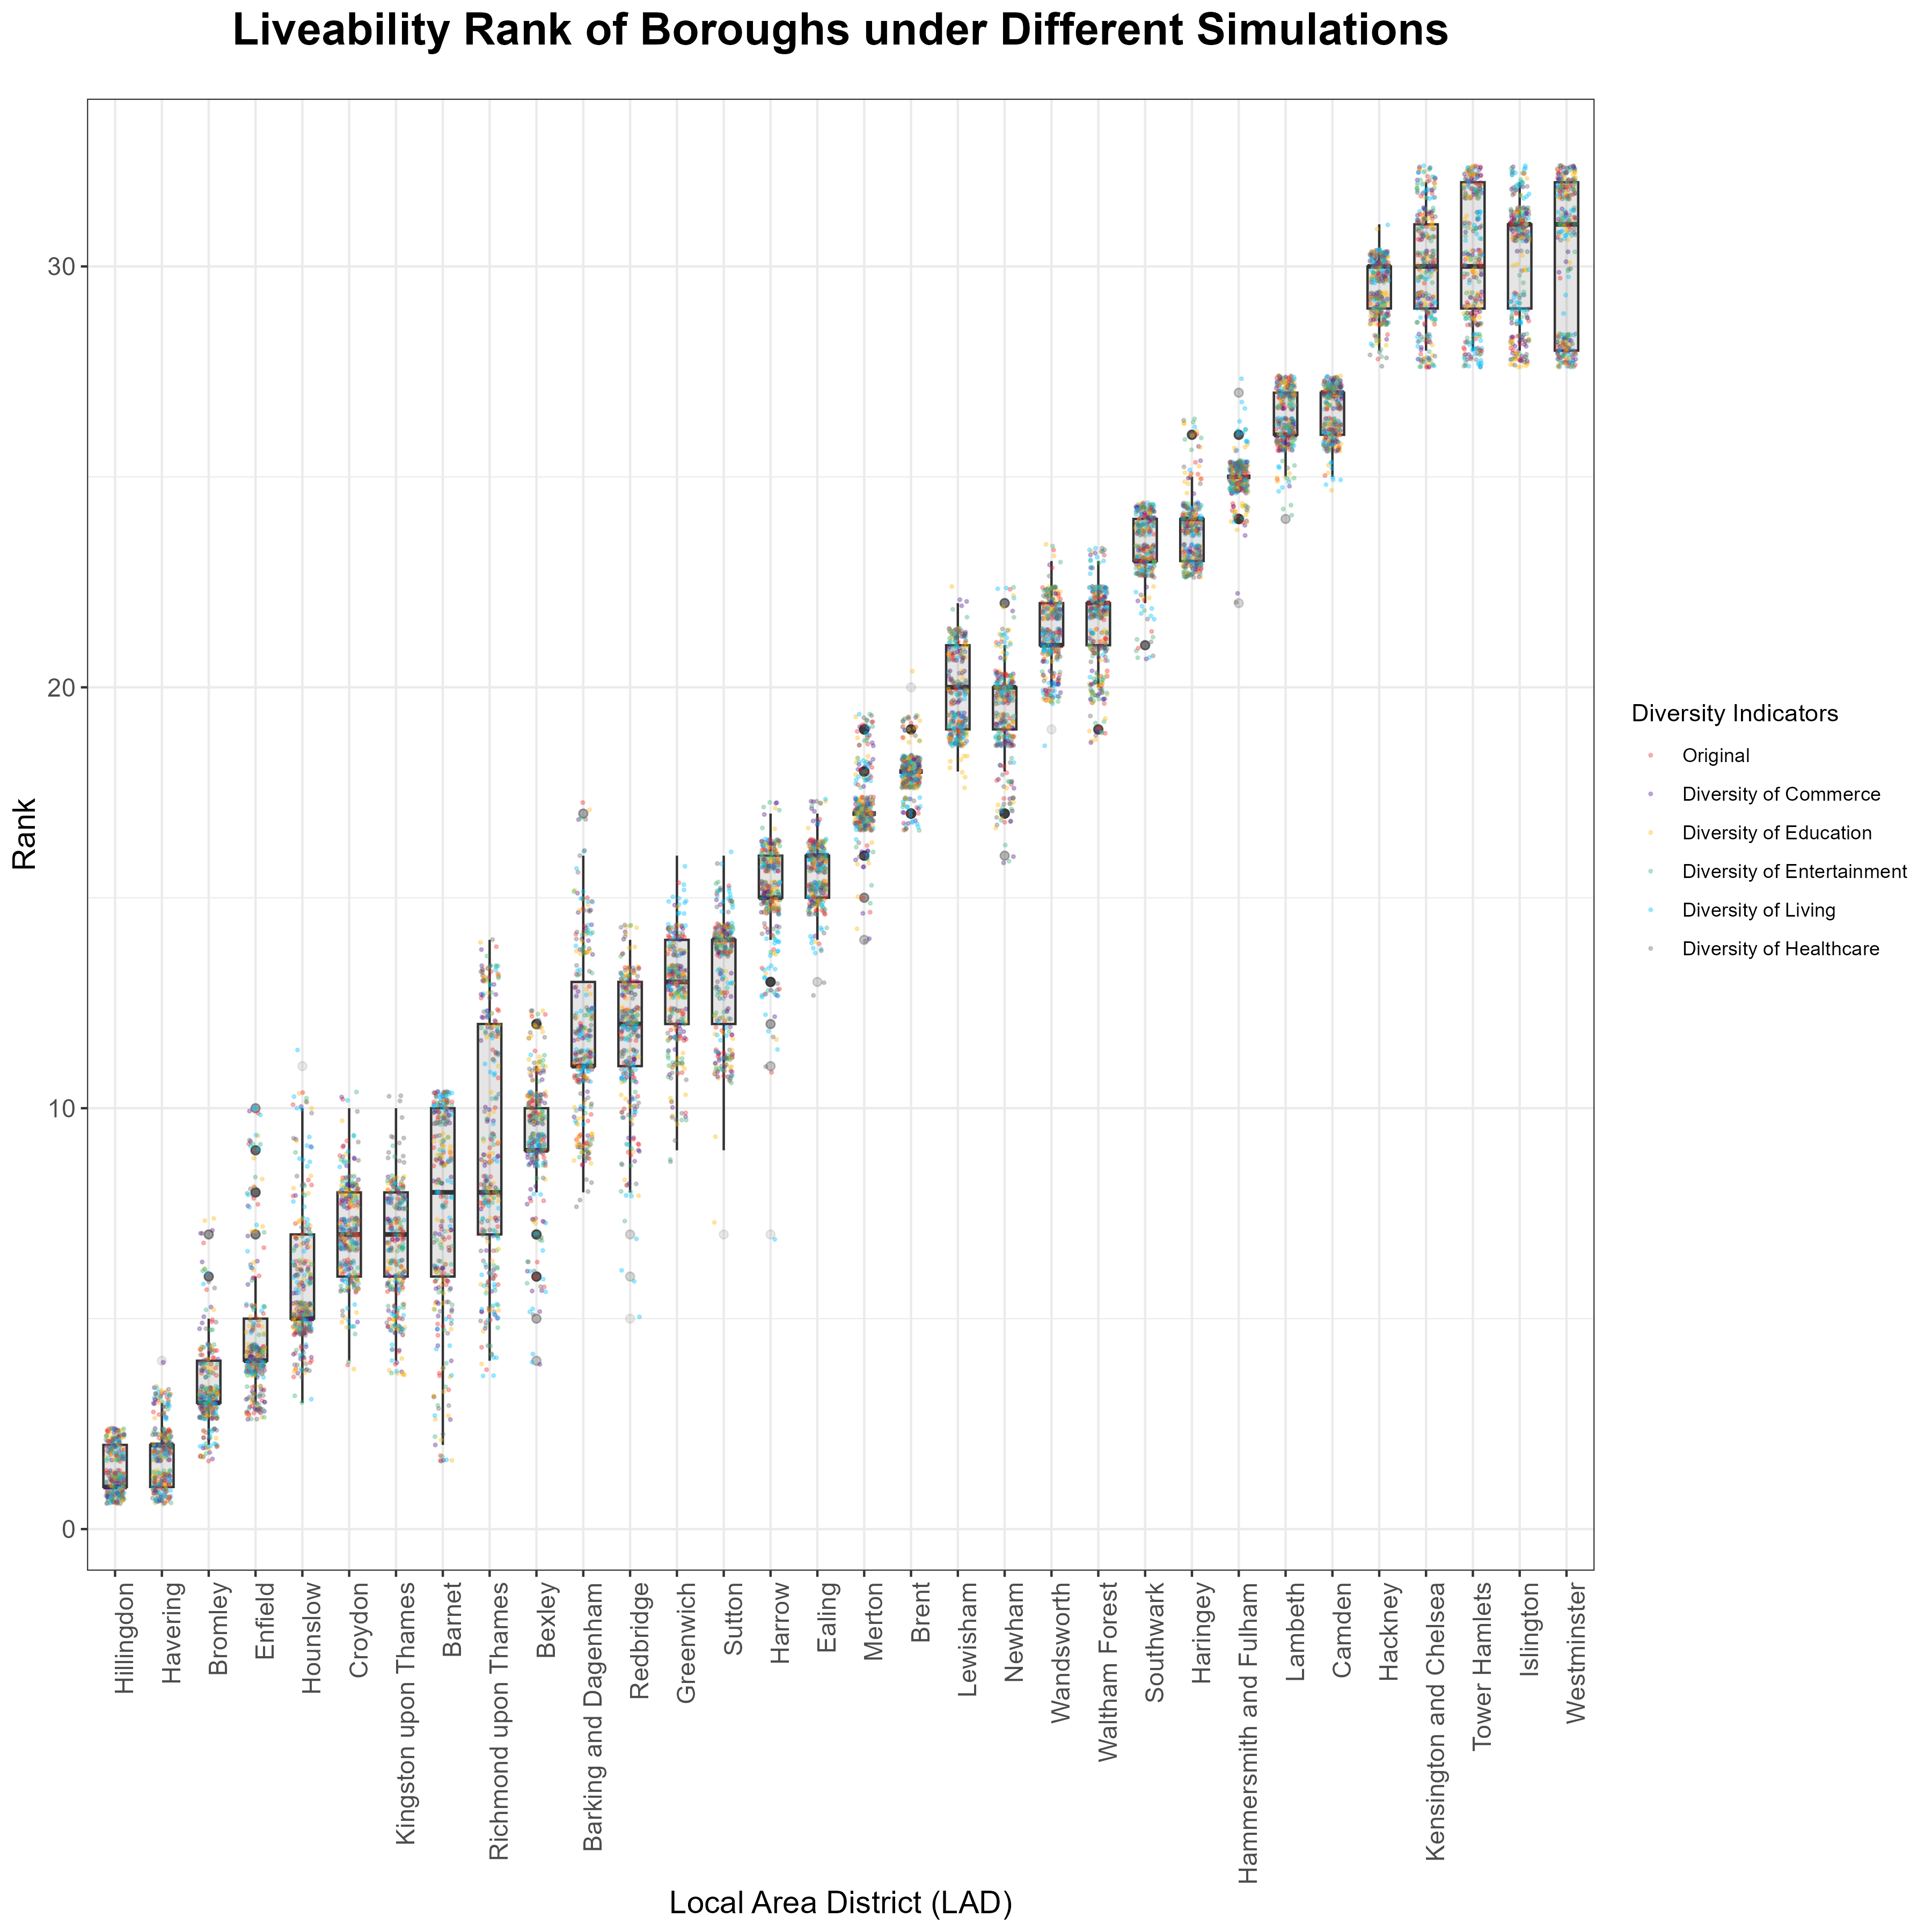 Liveability Rank of Boroughs under Different Simulations
Rank
30
20
10
0
Hillingdon
Havering
Bromley
Enfield
Hounslow
Croydon
Kingston upon Thames
Barnet
Richmond upon Thames
Bexley
Barking and Dagenham
Redbridge
Greenwich
Sutton
Harrow
Ealing
Merton
Brent
Lewisham
Newham
Wandsworth
Waltham Forest
Southwark
Haringey
Hammersmith and Fulham
Lambeth
Camden
Hackney
Kensington and Chelsea
Tower Hamlets
Islington
Westminster
Local Area District (LAD)
Diversity Indicators
Original
Diversity of Commerce
Diversity of Education
Diversity of Entertainment
Diversity of Living
Diversity of Healthcare